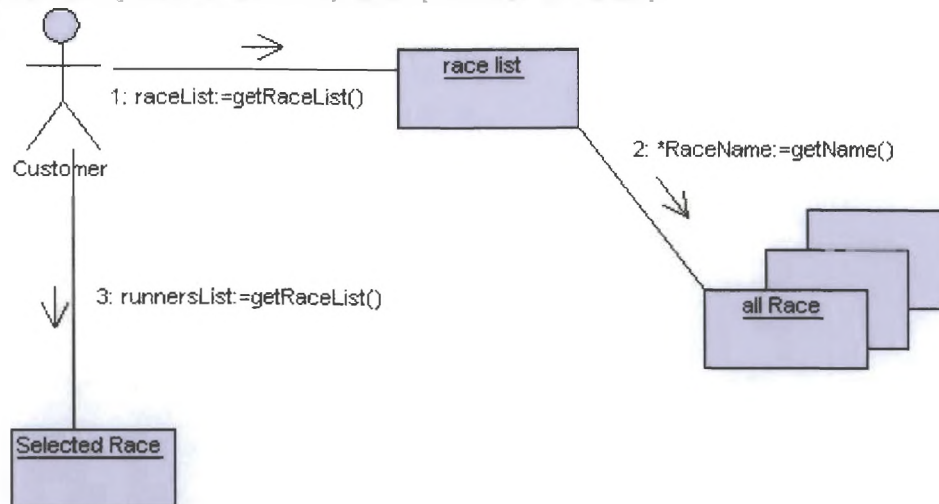 race list
1: raceList:=getRaceList()
2: *RaceName:=getName()
Customer
3: runnersList:=getRaceList()
all Race
Selected Race